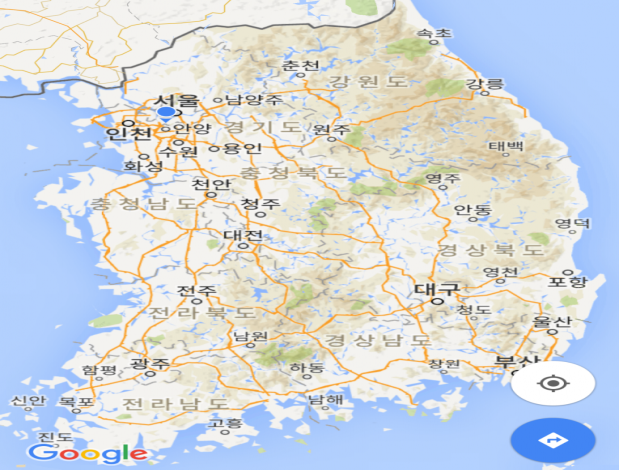 속초
춘천
강원도
강릉
서울
남양주
인천
안양
경기도
원주
수원
용인
태백
화성
충청북도
천안
영주
충청남도
청주
안동
영덕
대전
경상북도
영천
포항
전주
대구
청도
전라북도
울산
남원
경상남도
함평
광주
하동
창원
부산
신안
목포
전라남도
남해
고흥
진도
Google